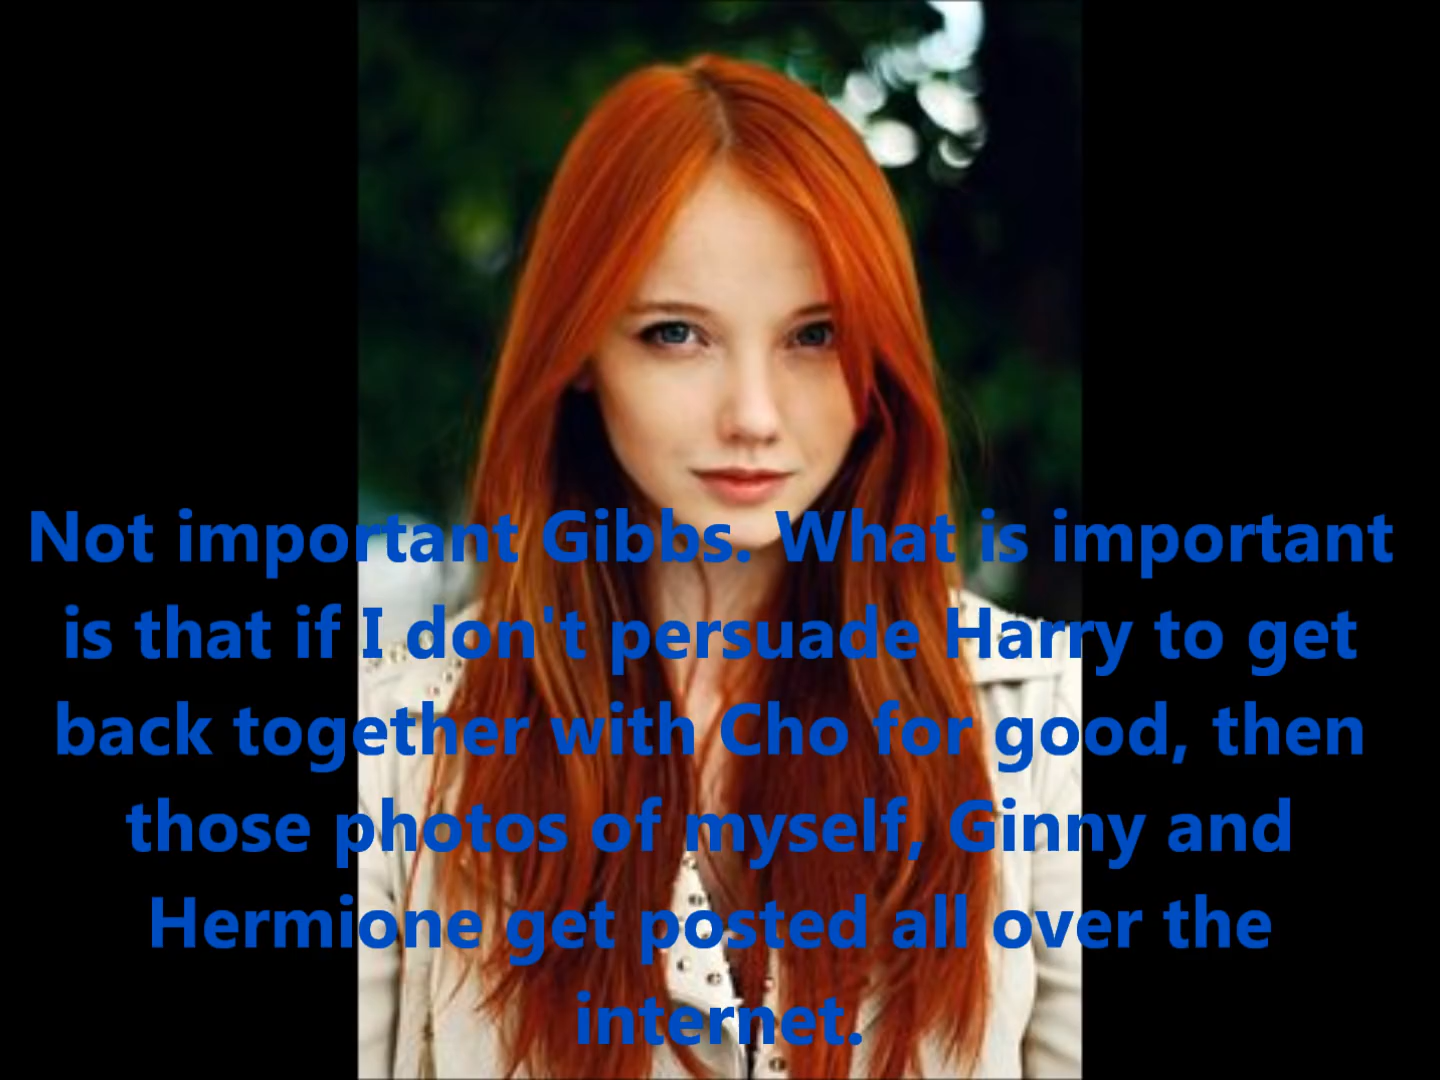 Not important Gibbs. What is important
is that if I don't persuade Harry to get
back together with Cho for good, then
those photos of myself, Ginny and
Hermione get posted all over the
internet.